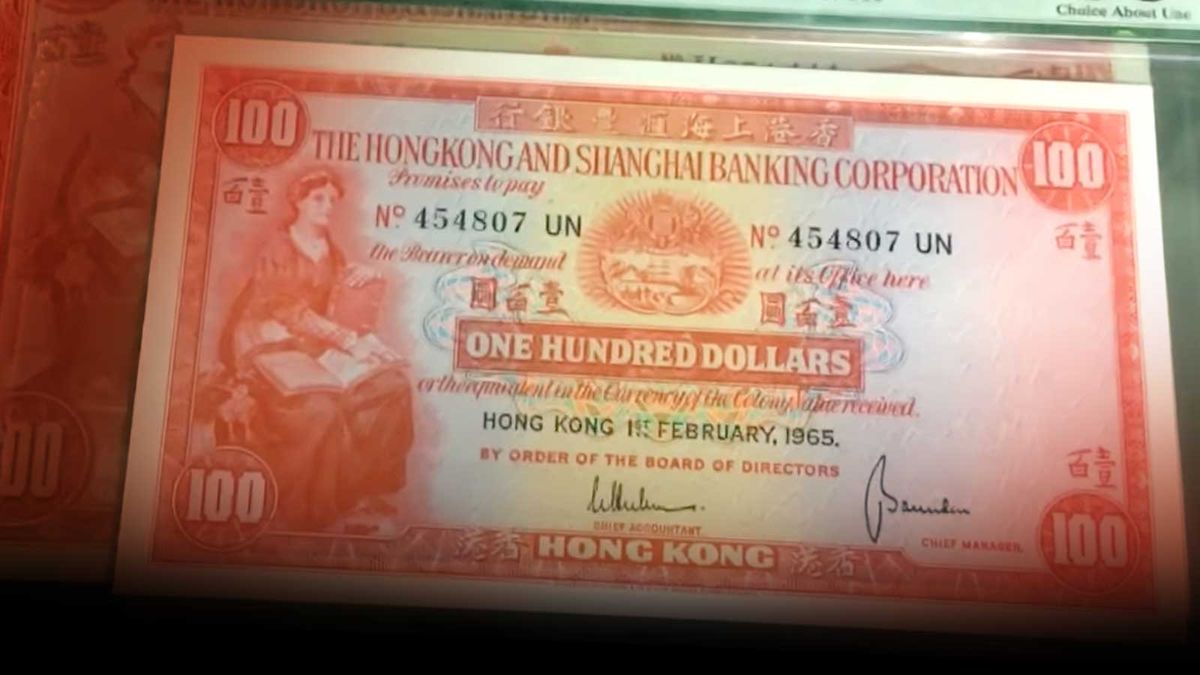 Choice About Unc
行銀豐滙海上港香
100 THE HONGKONG AND SHANGHAI BANKING CORPORATION 100
Promises to pay
百壹 Nº 454807 UN Nº 454807 UN 百壹
the Bearer on demand at its Office here
圓百壹 圓百壹
ONE HUNDRED DOLLARS
or the equivalent in the Currency of the Colony value received.
HONG KONG 1ST FEBRUARY, 1965.
BY ORDER OF THE BOARD OF DIRECTORS
百壹
100 CHIEF ACCOUNTANT CHIEF MANAGER. 100
港香 HONG KONG 港香